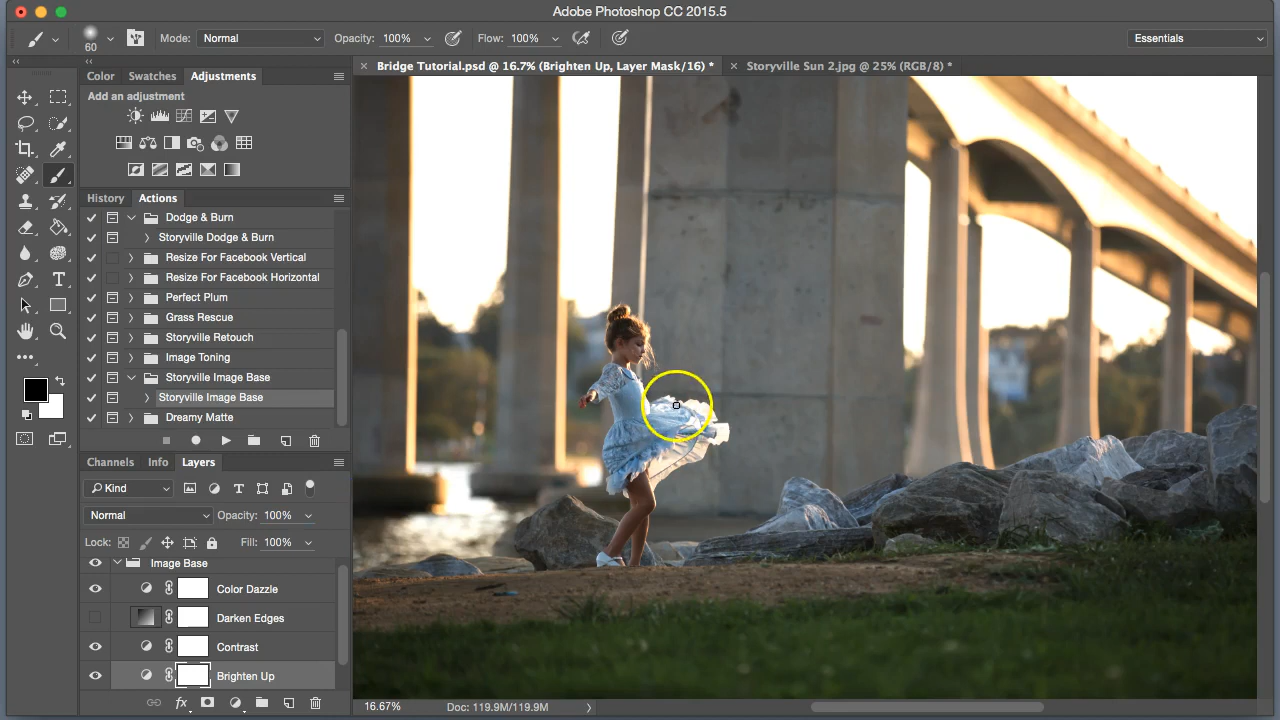 Adobe Photoshop CC 2015.5
60
Mode: Normal
Opacity: 100%
Flow: 100%
Essentials
Color
Swatches
Adjustments
Bridge Tutorial.psd @ 16.7% (Brighten Up, Layer Mask/16) *
Storyville Sun 2.jpg @ 25% (RGB/8) *
Add an adjustment
History
Actions
Dodge & Burn
Storyville Dodge & Burn
Resize For Facebook Vertical
Resize For Facebook Horizontal
Perfect Plum
Grass Rescue
Storyville Retouch
Image Toning
Storyville Image Base
Storyville Image Base
Dreamy Matte
Channels
Info
Layers
Kind
Normal
Opacity: 100%
Lock:
Fill: 100%
Image Base
Color Dazzle
Darken Edges
Contrast
Brighten Up
16.67%
Doc: 119.9M/119.9M